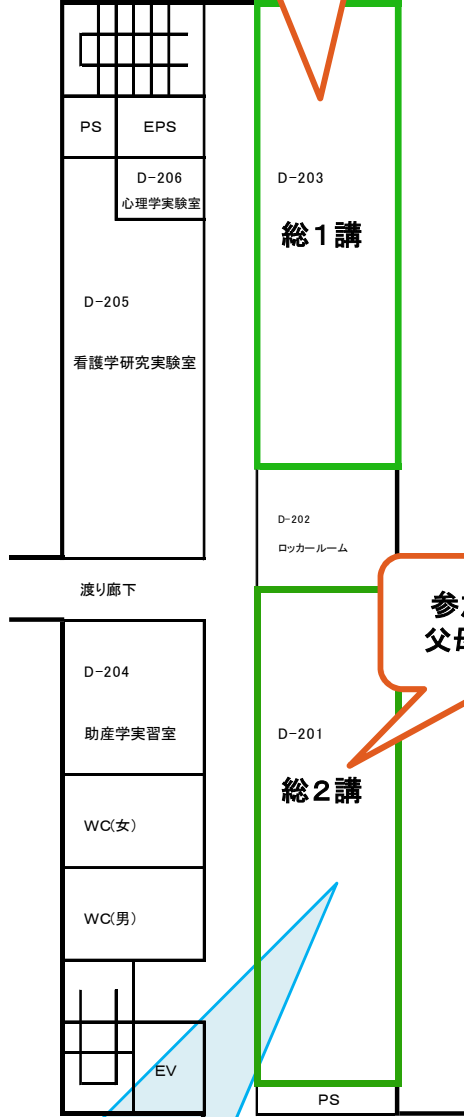 PS
EPS
D-206
心理学実験室
D-203
総１講
D-205
看護学研究実験室
D-202
ロッカールーム
渡り廊下
D-204
助産学実習室
D-201
総２講
WC(女)
WC(男)
EV
PS
父